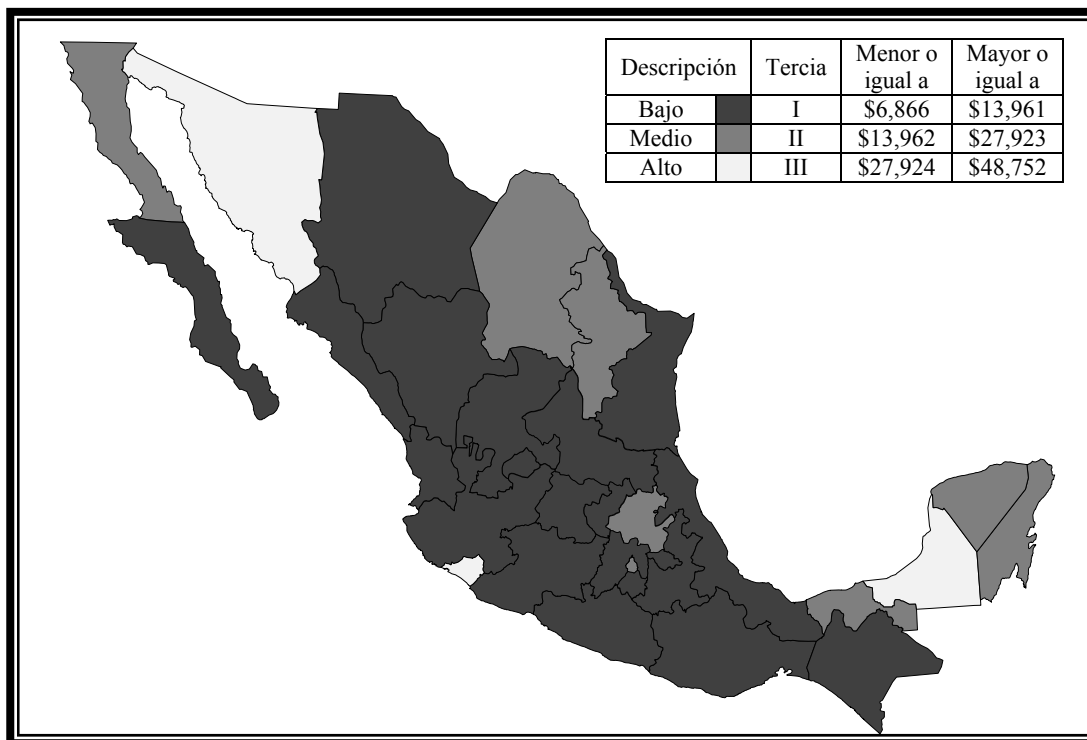 Descripción Tercia Menor o igual a Mayor o igual a
Bajo I $6,866 $13,961
Medio II $13,962 $27,923
Alto III $27,924 $48,752